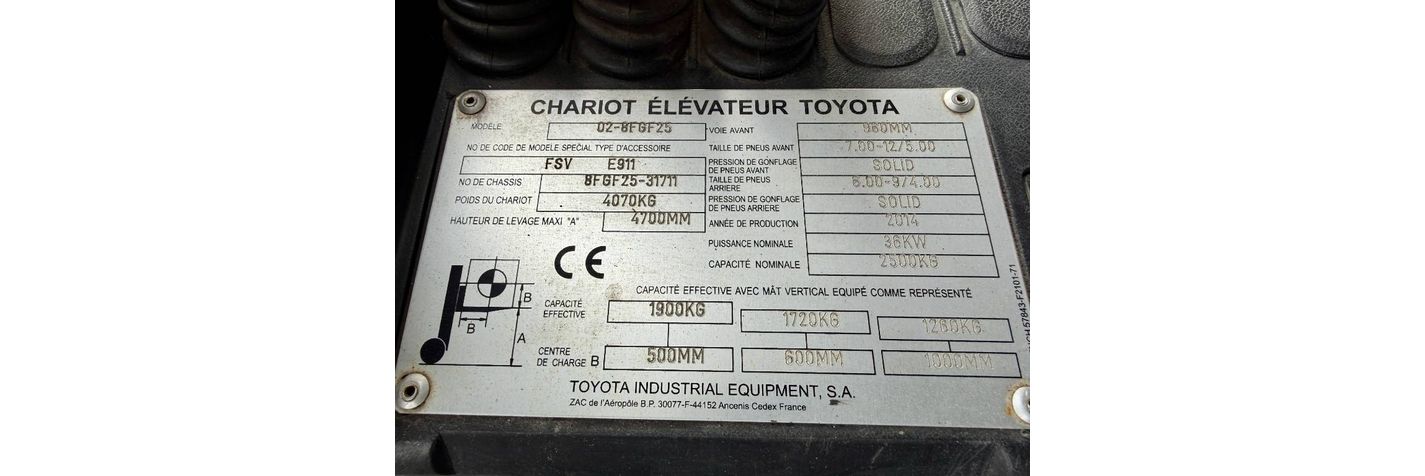 CHARIOT ÉLÉVATEUR TOYOTA
MODÈLE 02-8FGF25
NO DE CODE DE MODELE SPECIAL TYPE D'ACCESSOIRE
FSV E911
NO DE CHASSIS 8FGF25-31711
POIDS DU CHARIOT 4070KG
HAUTEUR DE LEVAGE MAXI "A" 4700MM
VOIE AVANT 960MM
TAILLE DE PNEUS AVANT 7.00-12/5.00
PRESSION DE GONFLAGE
DE PNEUS AVANT SOLID
TAILLE DE PNEUS
ARRIERE 6.00-9/4.00
PRESSION DE GONFLAGE
DE PNEUS ARRIERE SOLID
ANNÉE DE PRODUCTION 2014
PUISSANCE NOMINALE 36KW
CAPACITÉ NOMINALE 2500KG
CE
B
B
A
CAPACITÉ EFFECTIVE AVEC MÂT VERTICAL EQUIPÉ COMME REPRÉSENTÉ
CAPACITÉ
EFFECTIVE 1900KG 1720KG 1260KG
CENTRE
DE CHARGE B 500MM 600MM 1000MM
TOYOTA INDUSTRIAL EQUIPMENT, S.A.
ZAC de l'Aéropôle B.P. 30077-F-44152 Ancenis Cedex France
57843-F2101-71